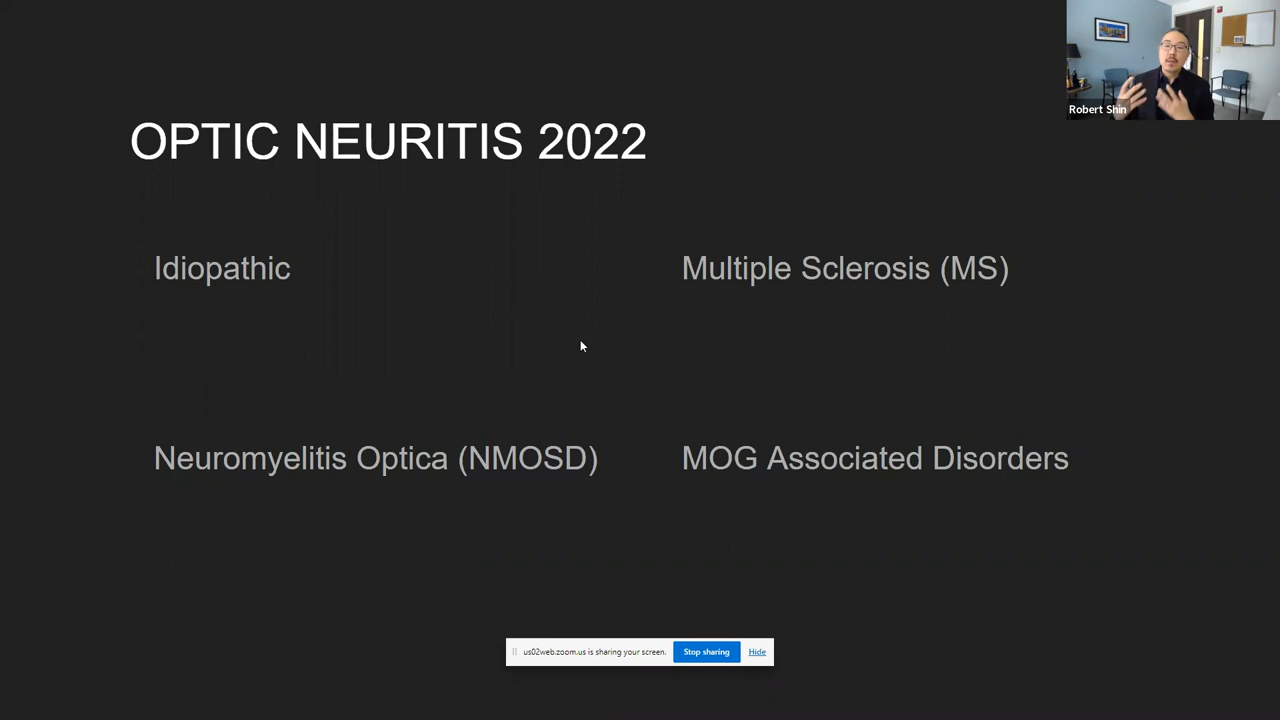 Robert Shin
OPTIC NEURITIS 2022
Idiopathic
Multiple Sclerosis (MS)
Neuromyelitis Optica (NMOSD)
MOG Associated Disorders
us02web.zoom.us is sharing your screen.
Stop sharing
Hide